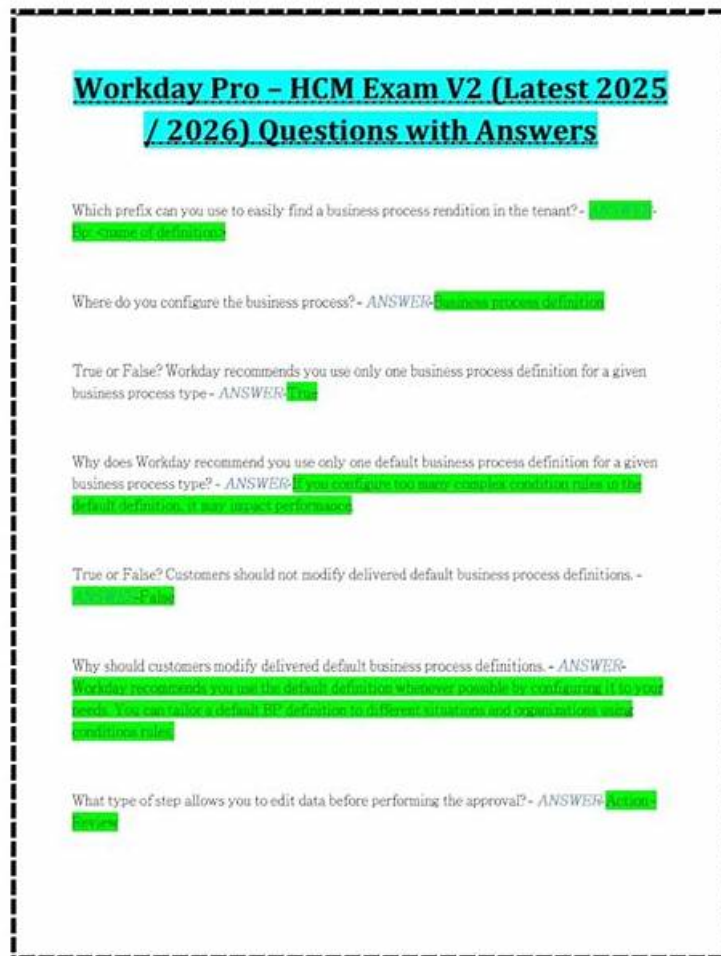 Workday Pro – HCM Exam V2 (Latest 2025
/ 2026) Questions with Answers
Which prefix can you use to easily find a business process rendition in the tenant? - ANSWER-
Bp: <name of definition>
Where do you configure the business process? - ANSWER-Business process definition
True or False? Workday recommends you use only one business process definition for a given
business process type - ANSWER-True
Why does Workday recommend you use only one default business process definition for a given
business process type? - ANSWER-If you configure too many complex condition rules in the
default definition, it may impact performance.
True or False? Customers should not modify delivered default business process definitions. -
ANSWER-False
Why should customers modify delivered default business process definitions. - ANSWER-
Workday recommends you use the default definition whenever possible by configuring it to your
needs. You can tailor a default BP definition to different situations and organizations using
conditions rules.
What type of step allows you to edit data before performing the approval? - ANSWER-Action -
Review